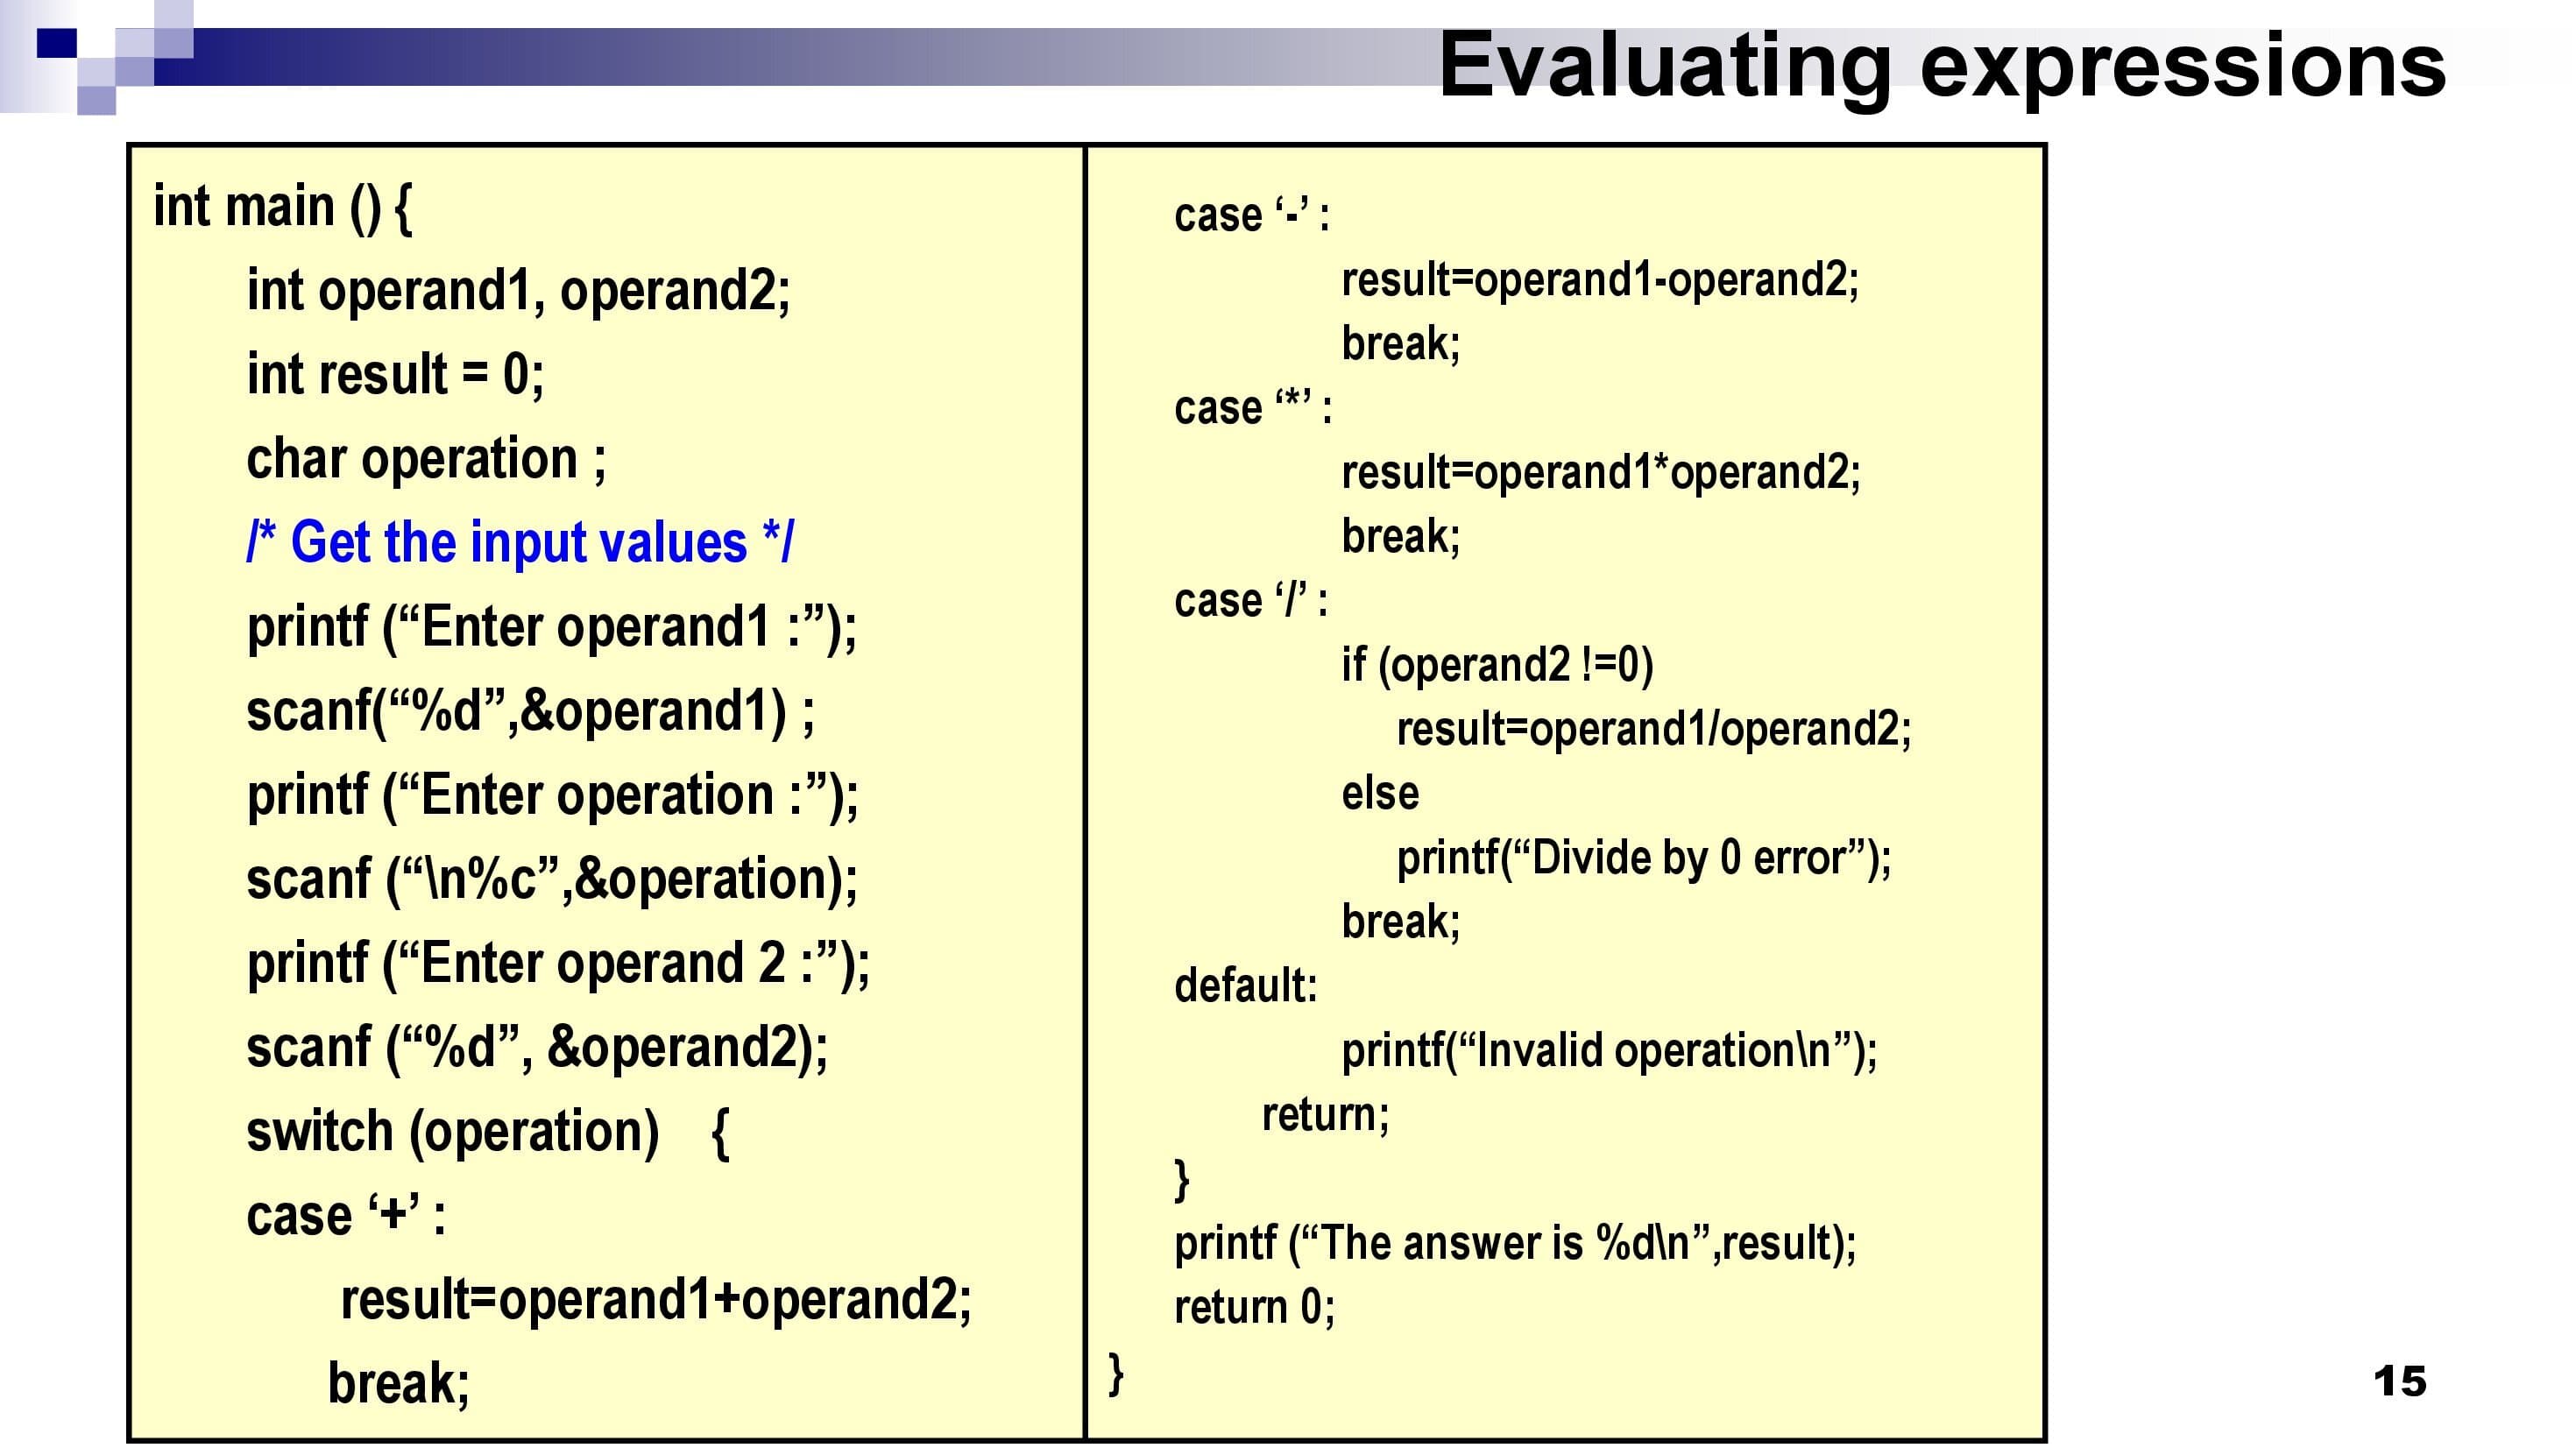 Evaluating expressions
int main () {
int operand1, operand2;
int result = 0;
char operation ;
/* Get the input values */
printf (“Enter operand1 :”);
scanf(“%d”,&operand1) ;
printf (“Enter operation :”);
scanf (“\n%c”,&operation);
printf (“Enter operand 2 :”);
scanf (“%d”, &operand2);
switch (operation) {
case ‘+’ :
result=operand1+operand2;
break;
case ‘-’ :
result=operand1-operand2;
break;
case ‘*’ :
result=operand1*operand2;
break;
case ‘/’ :
if (operand2 !=0)
result=operand1/operand2;
else
printf(“Divide by 0 error”);
break;
default:
printf(“Invalid operation\n”);
return;
}
printf (“The answer is %d\n”,result);
return 0;
}
15